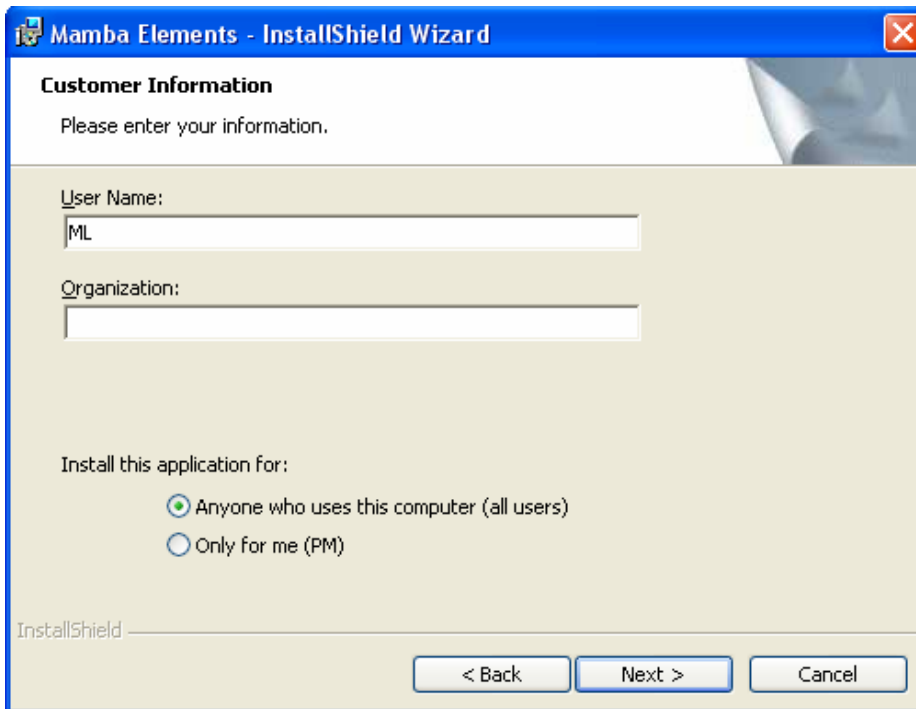 Mamba Elements - InstallShield Wizard
Customer Information
Please enter your information.
User Name:
ML
Organization:
Install this application for:
Anyone who uses this computer (all users)
Only for me (PM)
InstallShield
< Back Next > Cancel